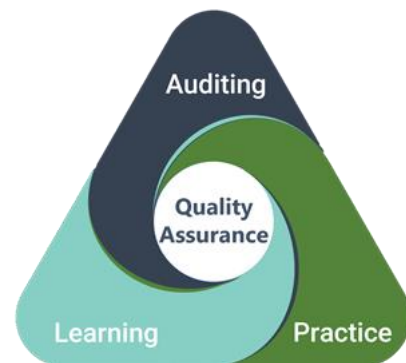 Auditing
Quality
Assurance
Learning
Practice